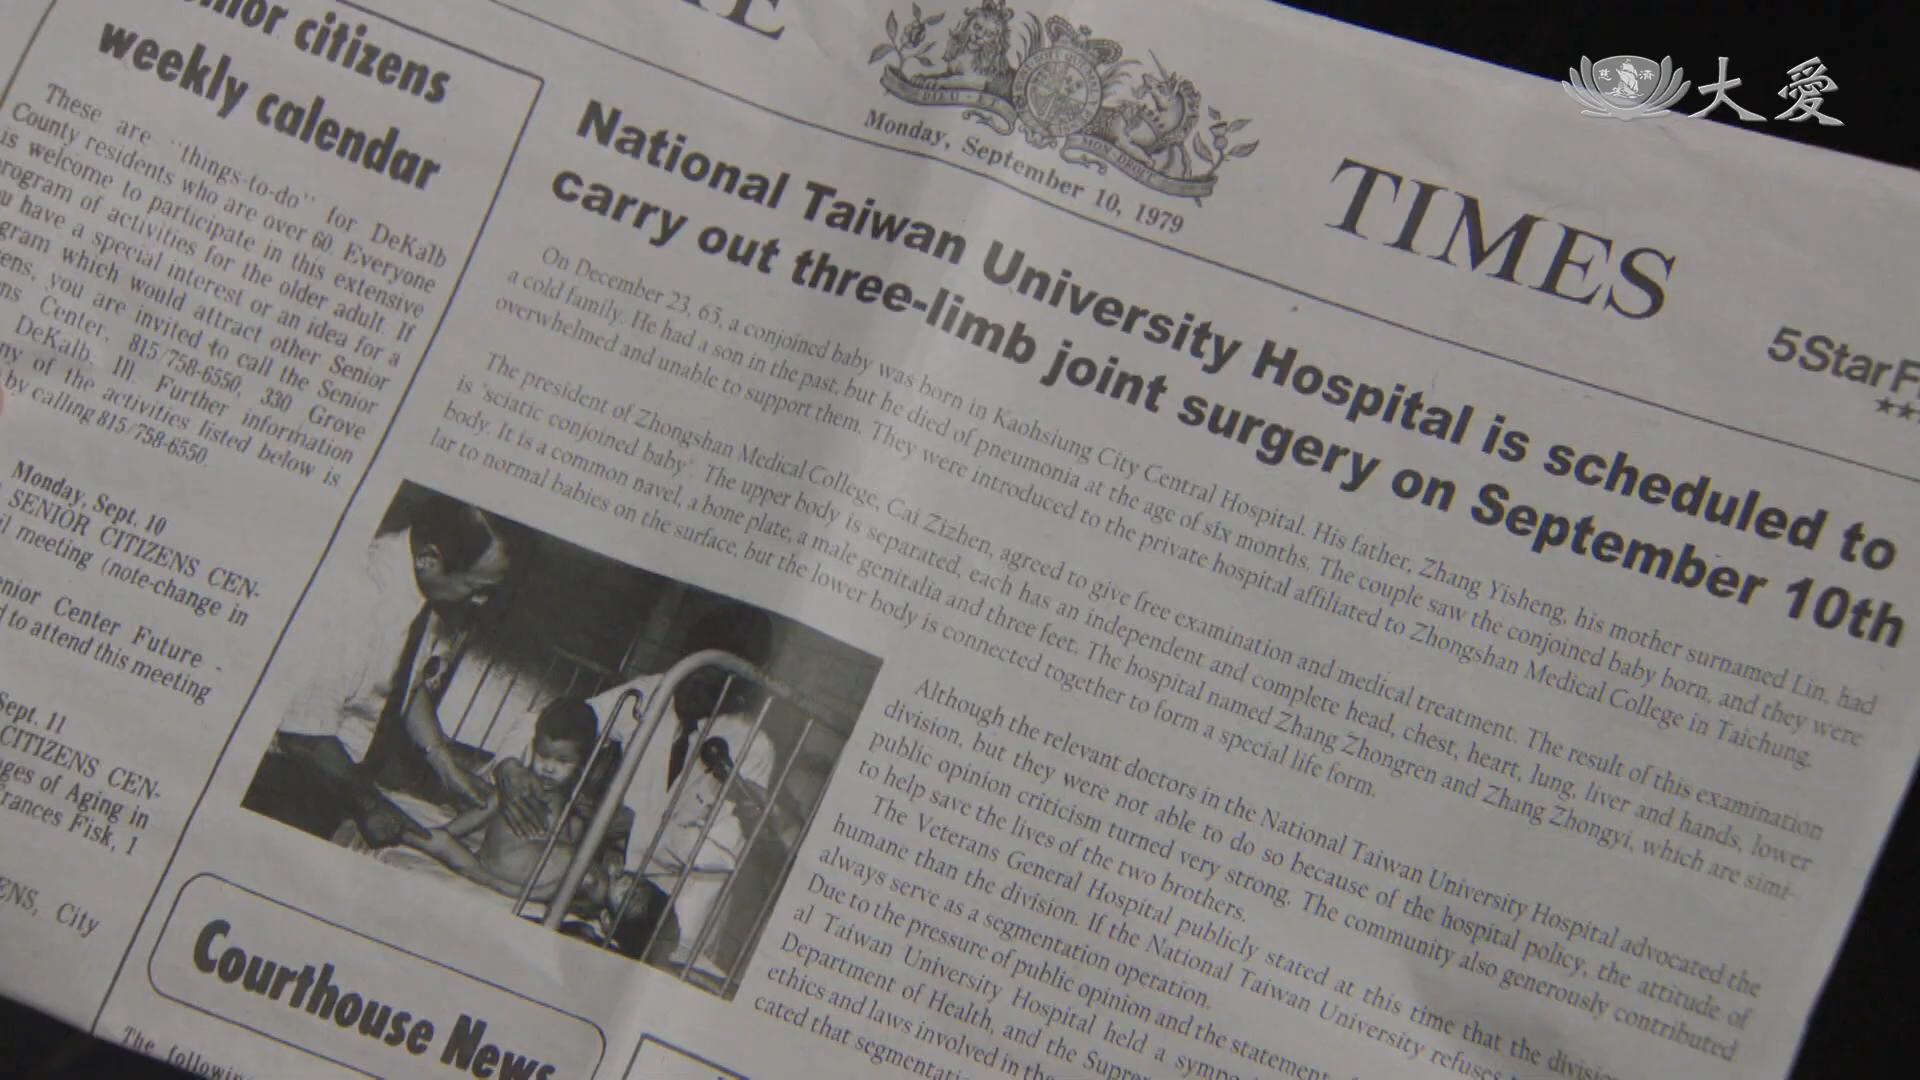 大愛
慈 濟
DIEU
MON DROIT
Monday, September 10, 1979
TIMES
5Star
citizens
weekly calendar
These are "things-to-do" for DeKalb
County residents who are over 60. Everyone
is welcome to participate in this extensive
program of activities for the older adult. If
have a special interest or an idea for a
which would attract other Senior
you are invited to call the Senior
Center, 815/758-6550, 330 Grove
DeKalb, Ill. Further information
of the activities listed below is
by calling 815/758-6550.
Monday, Sept. 10
SENIOR CITIZENS CEN-
meeting (note-change in
Senior Center Future -
to attend this meeting
Sept. 11
CITIZENS CEN-
of Aging in
Frances Fisk, 1
City
National Taiwan University Hospital is scheduled to
carry out three-limb joint surgery on September 10th
On December 23, 65, a conjoined baby was born in Kaohsiung City Central Hospital. His father, Zhang Yisheng, his mother surnamed Lin, had
a cold family. He had a son in the past, but he died of pneumonia at the age of six months. The couple saw the conjoined baby born, and they were
overwhelmed and unable to support them. They were introduced to the private hospital affiliated to Zhongshan Medical College in Taichung.
The president of Zhongshan Medical College, Cai Zizhen, agreed to give free examination and medical treatment. The result of this examination
is 'sciatic conjoined baby'. The upper body is separated, each has an independent and complete head, chest, heart, lung, liver and hands, lower
body. It is a common navel, a bone plate, a male genitalia and three feet. The hospital named Zhang Zhongren and Zhang Zhongyi, which are simi-
lar to normal babies on the surface, but the lower body is connected together to form a special life form.
Although the relevant doctors in the National Taiwan University Hospital advocated the
division, but they were not able to do so because of the hospital policy, the attitude of
public opinion criticism turned very strong. The community also generously contributed
to help save the lives of the two brothers.
The Veterans General Hospital publicly stated at this time that the
humane than the division. If the National Taiwan University refuses
always serve as a segmentation operation.
Due to the pressure of public opinion and the statement
al Taiwan University Hospital held a
Department of Health, and the
ethics and laws involved in the
cated that
Courthouse News
The